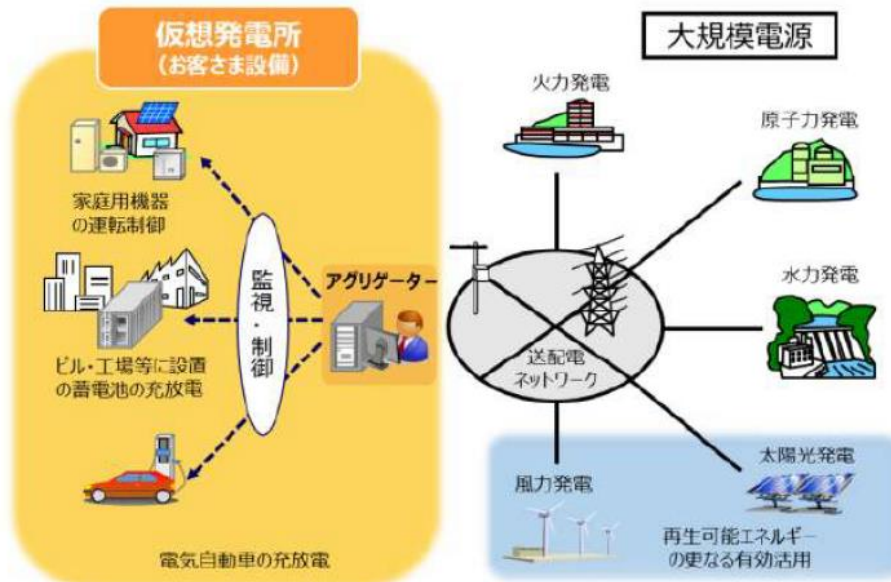 仮想発電所
(お客さま設備)
家庭用機器
の運転制御
ビル・工場等に設置
の蓄電池の充放電
電気自動車の充放電
監視・制御
アグリゲーター
大規模電源
火力発電
原子力発電
水力発電
送配電
ネットワーク
風力発電
太陽光発電
再生可能エネルギー
の更なる有効活用